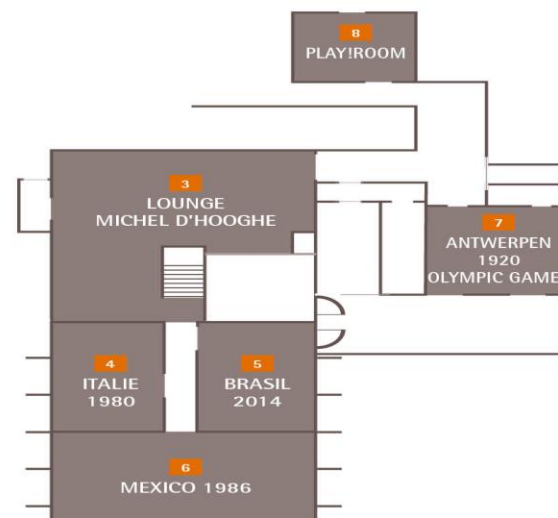 8
PLAY!ROOM
3
LOUNGE
MICHEL D'HOOGHE
7
ANTWERPEN
1920
OLYMPIC GAME
4
ITALIE
1980
5
BRASIL
2014
6
MEXICO 1986